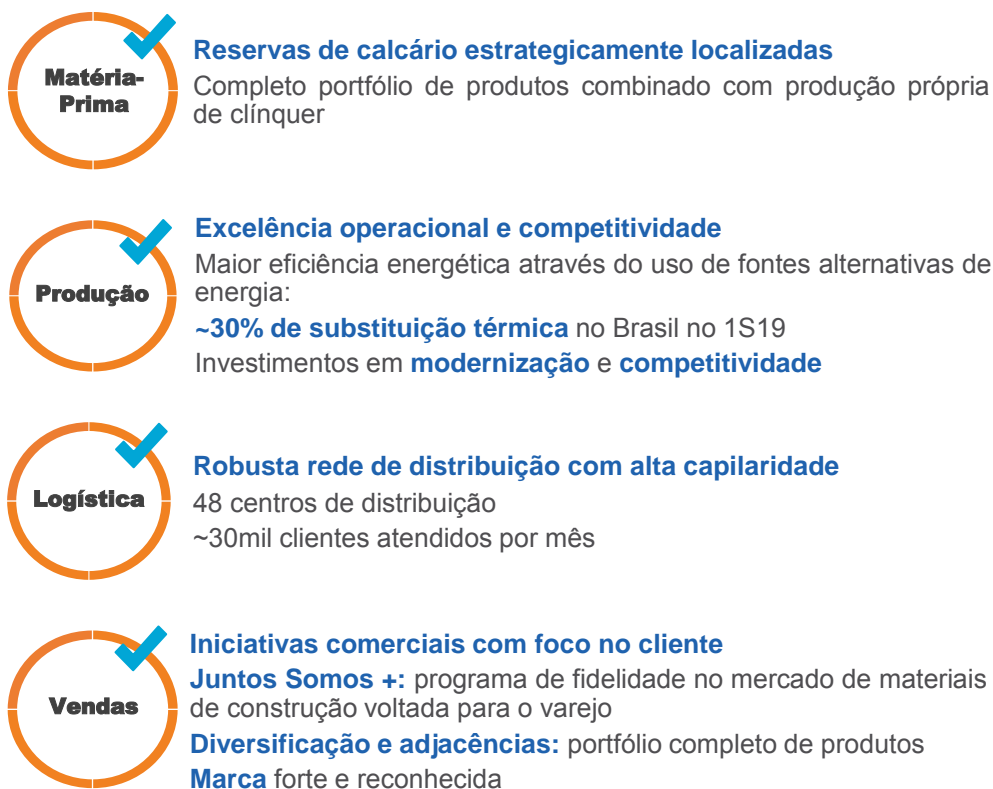 Matéria-
Prima
Reservas de calcário estrategicamente localizadas
Completo portfólio de produtos combinado com produção própria
de clínquer
Produção
Excelência operacional e competitividade
Maior eficiência energética através do uso de fontes alternativas de
energia:
~30% de substituição térmica no Brasil no 1S19
Investimentos em modernização e competitividade
Logística
Robusta rede de distribuição com alta capilaridade
48 centros de distribuição
~30mil clientes atendidos por mês
Vendas
Iniciativas comerciais com foco no cliente
Juntos Somos +: programa de fidelidade no mercado de materiais
de construção voltada para o varejo
Diversificação e adjacências: portfólio completo de produtos
Marca forte e reconhecida